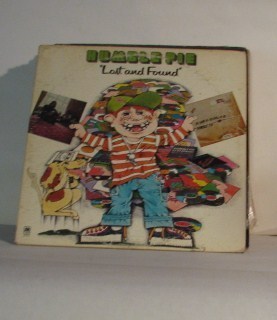 HUMBLE PIE
"Lost and Found"